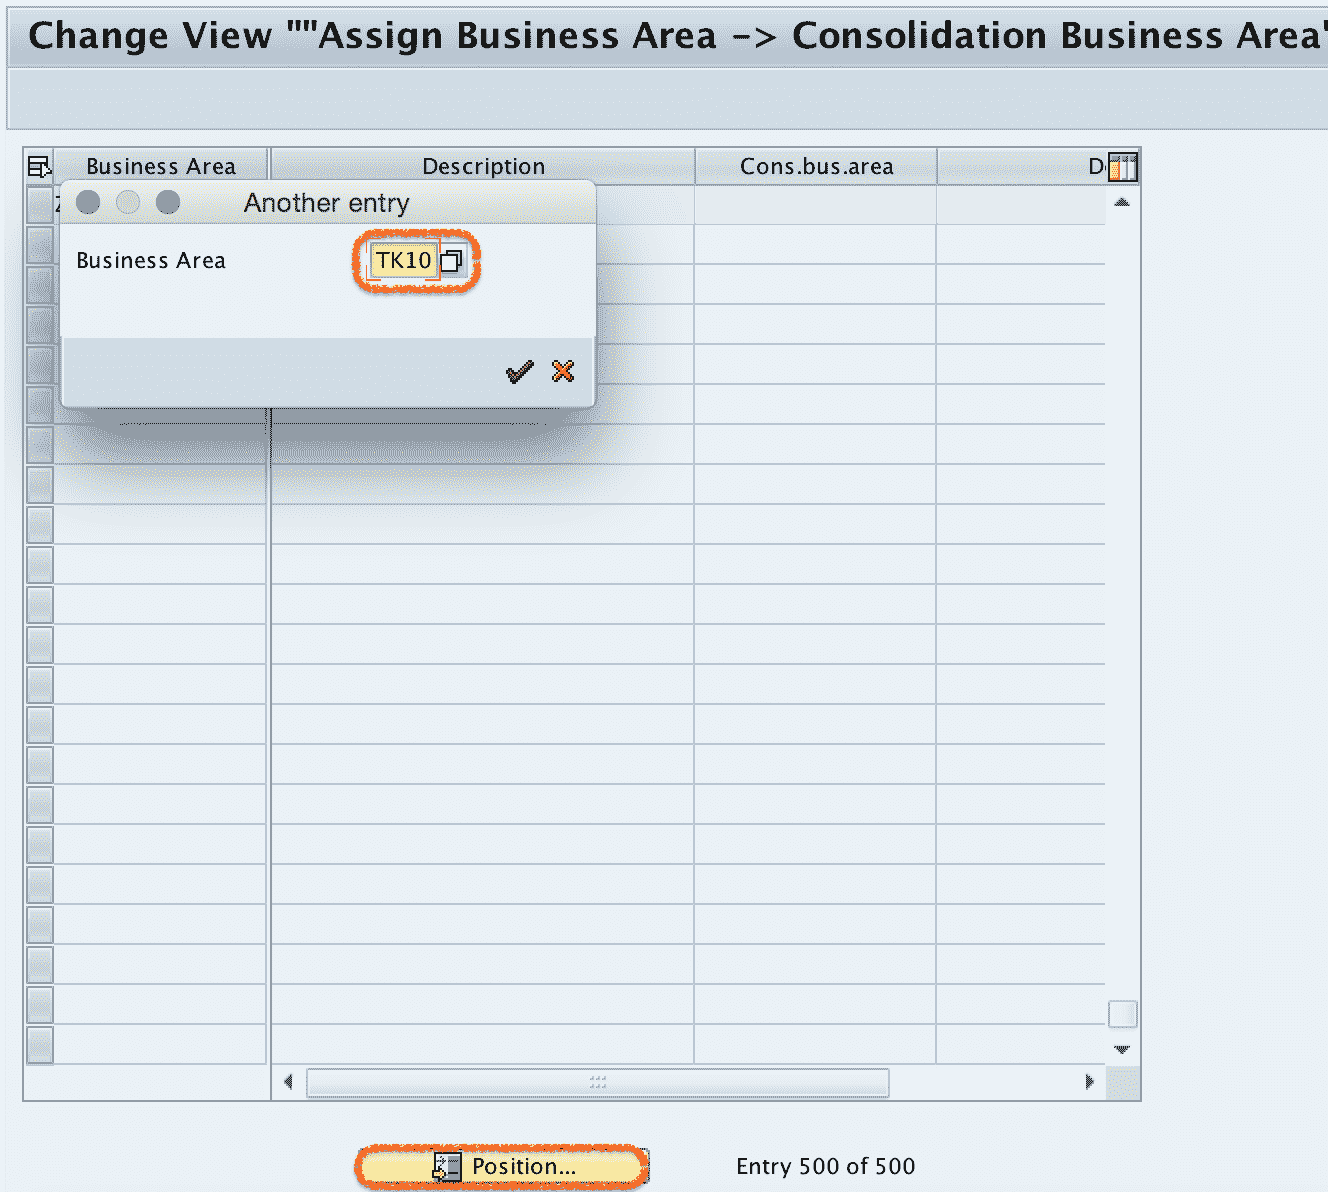 Change View ""Assign Business Area -> Consolidation Business Area"
Business Area
Description
Cons.bus.area
Another entry
Business Area
TK10
Position...
Entry 500 of 500